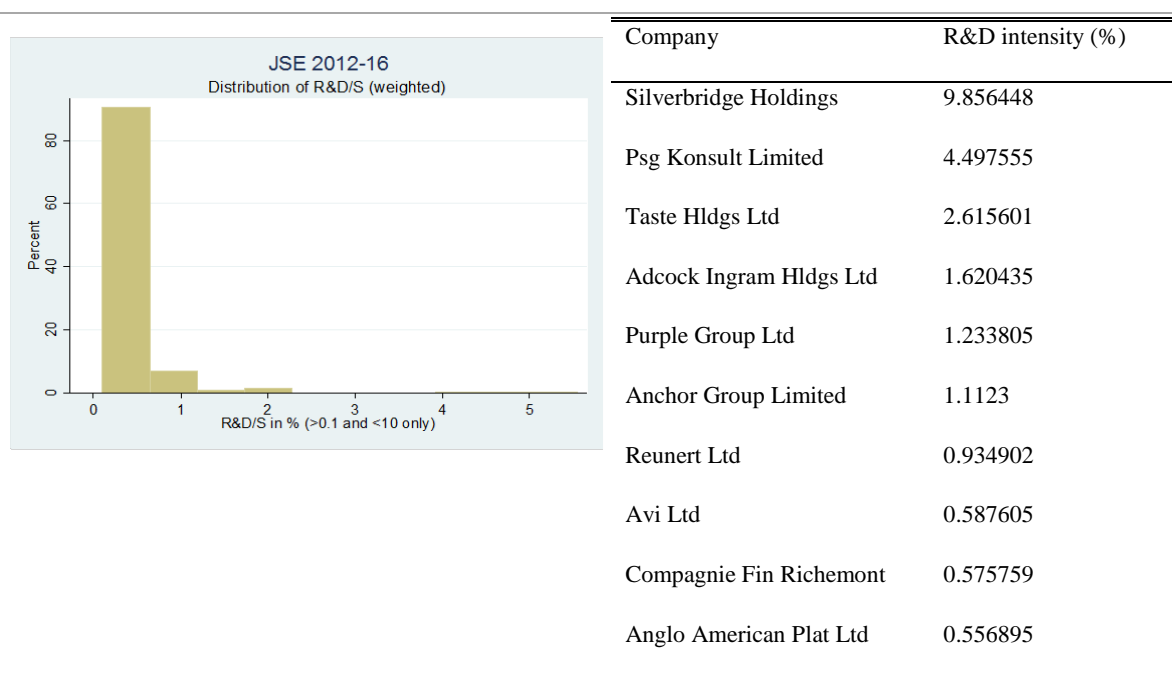 JSE 2012-16
Distribution of R&D/S (weighted)
Percent
80
60
40
20
0
0 1 2 3 4 5
R&D/S in % (>0.1 and <10 only)
Company R&D intensity (%)
Silverbridge Holdings 9.856448
Psg Konsult Limited 4.497555
Taste Hldgs Ltd 2.615601
Adcock Ingram Hldgs Ltd 1.620435
Purple Group Ltd 1.233805
Anchor Group Limited 1.1123
Reunert Ltd 0.934902
Avi Ltd 0.587605
Compagnie Fin Richemont 0.575759
Anglo American Plat Ltd 0.556895